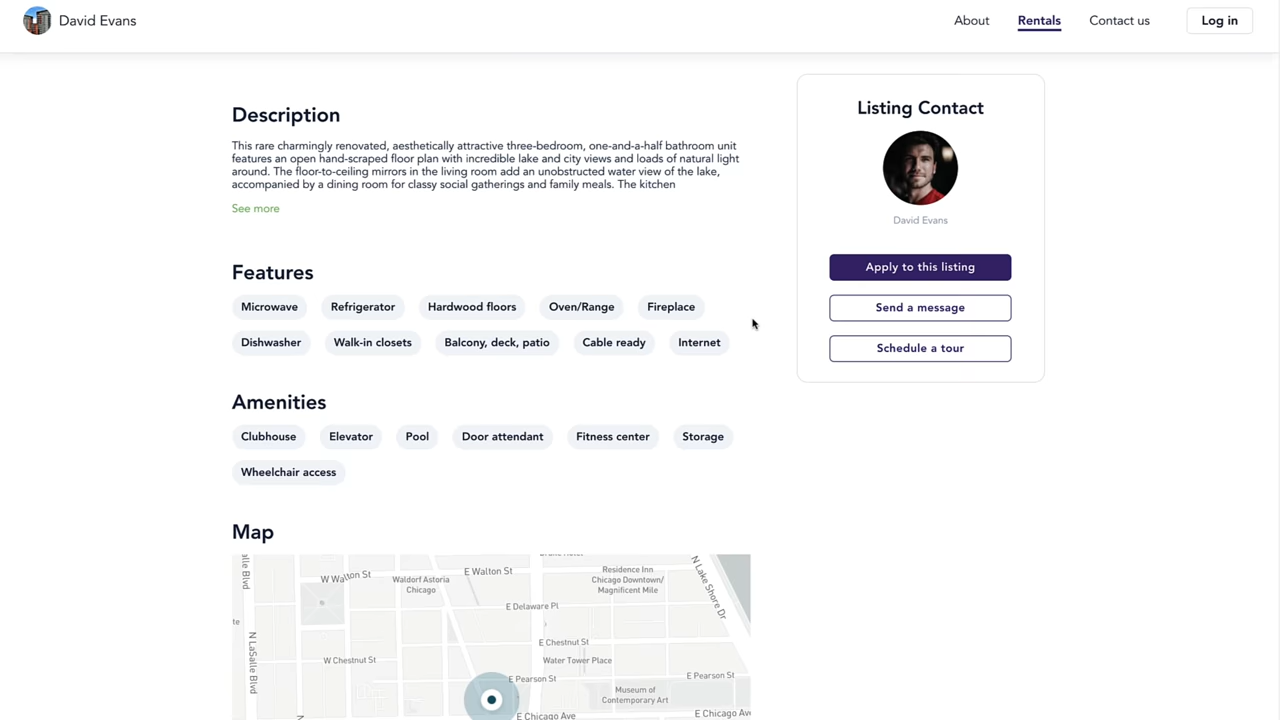 David Evans
About
Rentals
Contact us
Log in
Description
This rare charmingly renovated, aesthetically attractive three-bedroom, one-and-a-half bathroom unit
features an open hand-scraped floor plan with incredible lake and city views and loads of natural light
around. The floor-to-ceiling mirrors in the living room add an unobstructed water view of the lake,
accompanied by a dining room for classy social gatherings and family meals. The kitchen
See more
Listing Contact
David Evans
Apply to this listing
Send a message
Schedule a tour
Features
Microwave
Refrigerator
Hardwood floors
Oven/Range
Fireplace
Dishwasher
Walk-in closets
Balcony, deck, patio
Cable ready
Internet
Amenities
Clubhouse
Elevator
Pool
Door attendant
Fitness center
Storage
Wheelchair access
Map
W Walton St
Waldorf Astoria
Chicago
E Walton St
Residence Inn
Chicago Downtown/
Magnificent Mile
N Lake Shore Dr
E Delaware Pl
N LaSalle Blvd
E Chestnut St
W Chestnut St
Water Tower Place
E Pearson St
E Pearson St
Museum of
Contemporary Art
E Chicago Ave
E Chicago Ave